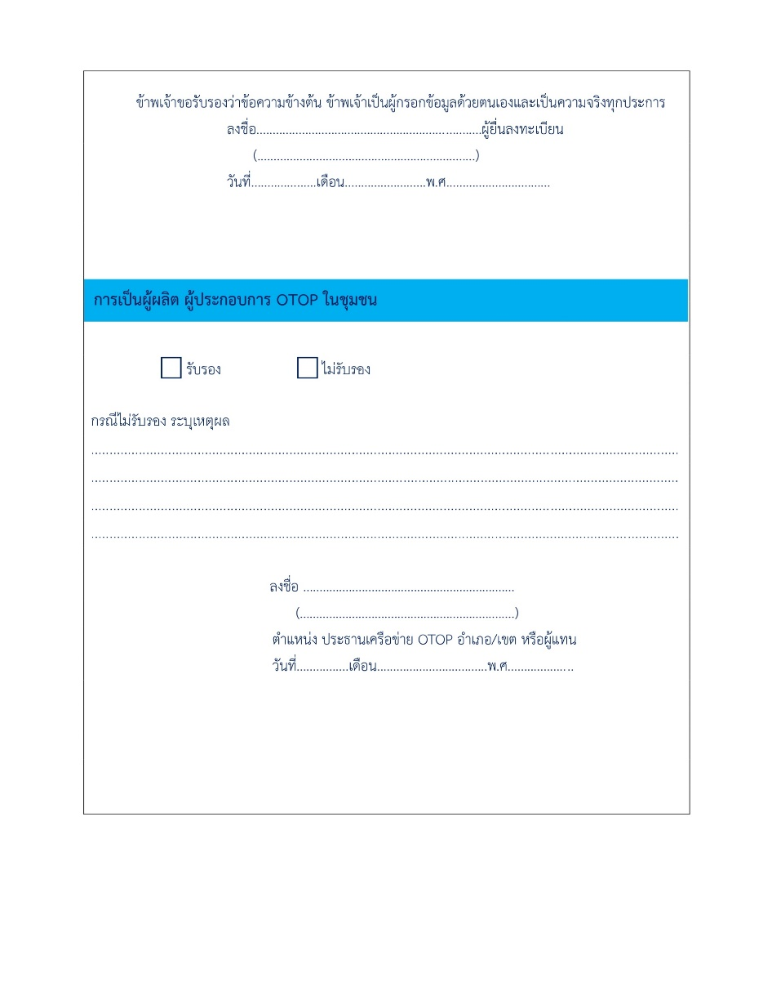 ข้าพเจ้าขอรับรองว่าข้อความข้างต้น ข้าพเจ้าเป็นผู้กรอกข้อมูลด้วยตนเองและเป็นความจริงทุกประการ
ลงชื่อ.....................................................................ผู้ยื่นลงทะเบียน
(...................................................................)
วันที่....................เดือน.........................พ.ศ................................
การเป็นผู้ผลิต ผู้ประกอบการ OTOP ในชุมชน
☐ รับรอง ☐ ไม่รับรอง
กรณีไม่รับรอง ระบุเหตุผล
................................................................................................................................................................
................................................................................................................................................................
................................................................................................................................................................
................................................................................................................................................................
ลงชื่อ .................................................................
(..................................................................)
ตำแหน่ง ประธานเครือข่าย OTOP อำเภอ/เขต หรือผู้แทน
วันที่................เดือน..................................พ.ศ....................